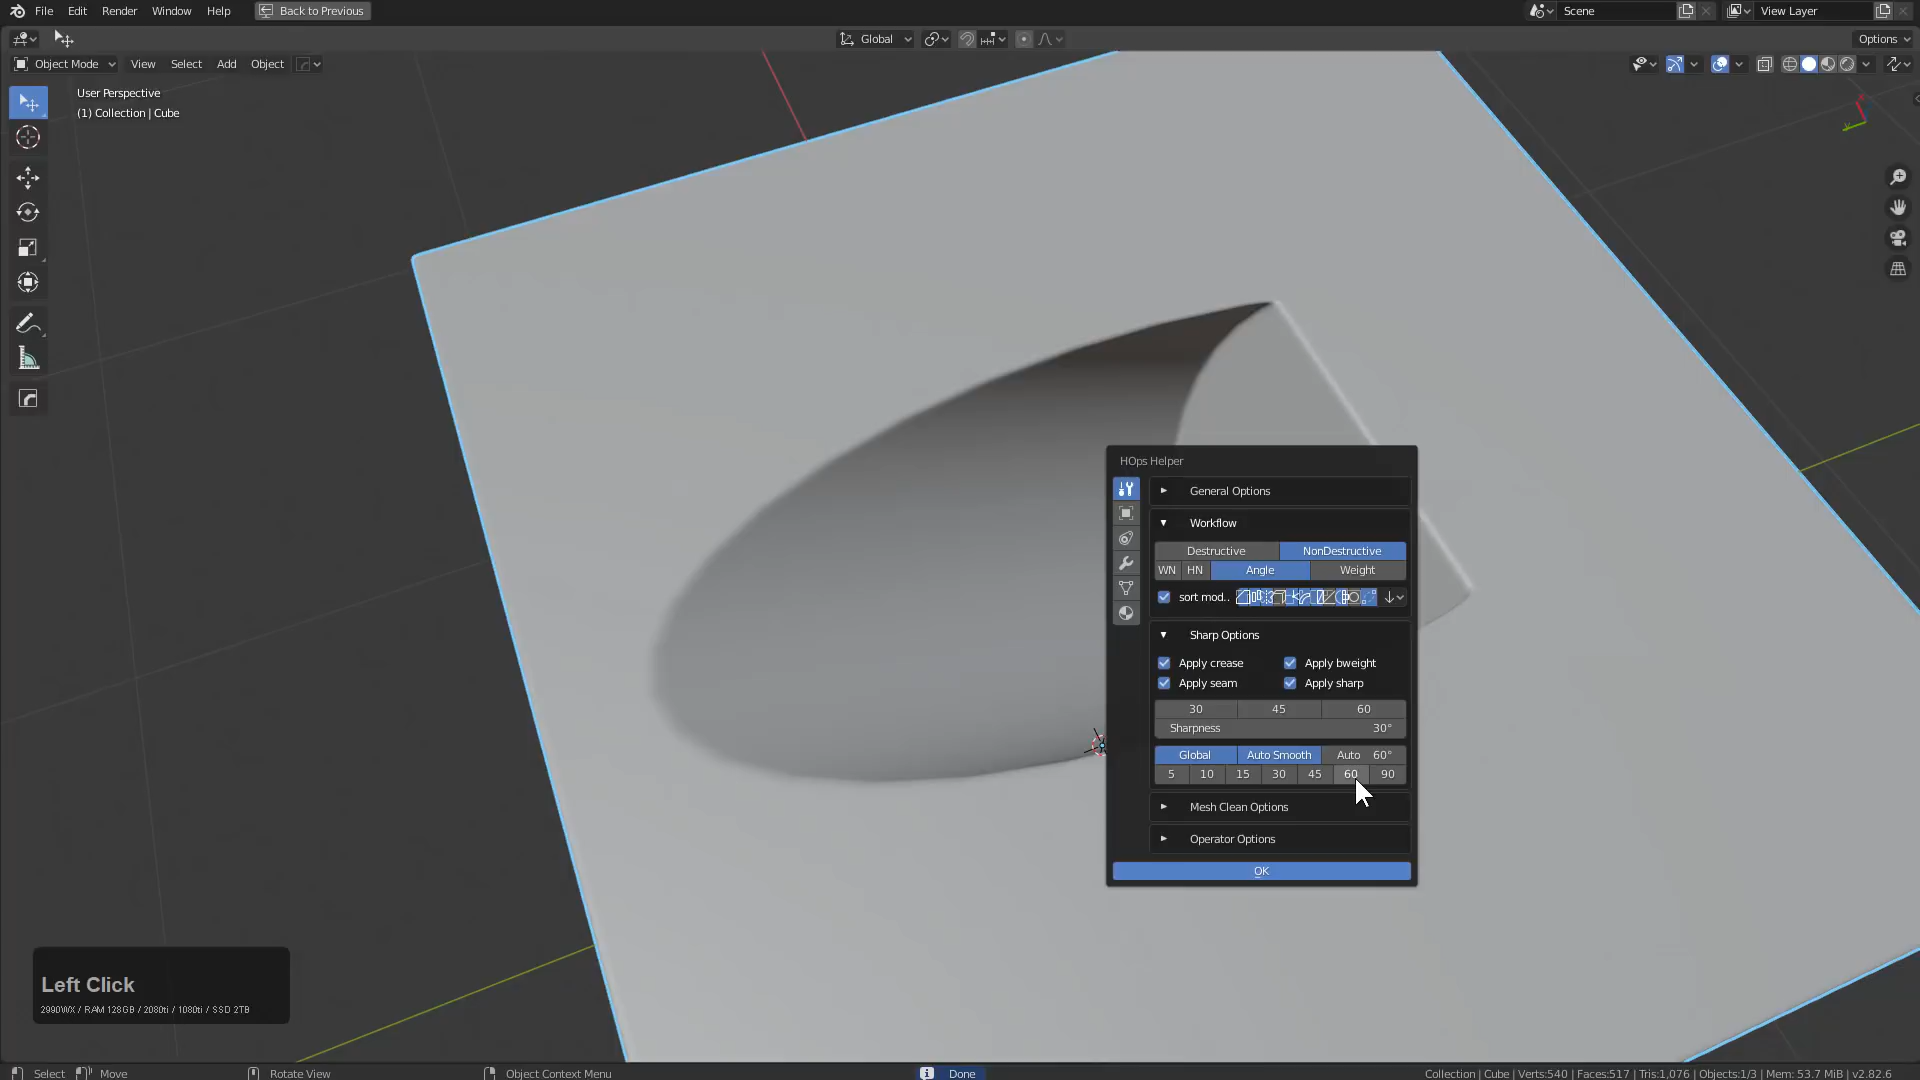 File Edit Render Window Help Back to Previous Scene View Layer
Global Options
Object Mode View Select Add Object
User Perspective
(1) Collection | Cube
HOps Helper
General Options
Workflow
Destructive NonDestructive
WN HN Angle Weight
sort mod..
Sharp Options
Apply crease Apply bweight
Apply seam Apply sharp
30 45 60
Sharpness 30°
Global Auto Smooth Auto 60°
5 10 15 30 45 60 90
Mesh Clean Options
Operator Options
OK
Left Click
2990WX / RAM 128GB / 2080ti / 1080ti / SSD 2TB
Select Move Rotate View Object Context Menu Done Collection | Cube | Verts:540 | Faces:517 | Tris:1,076 | Objects:1/3 | Mem: 53.7 MiB | v2.82.6